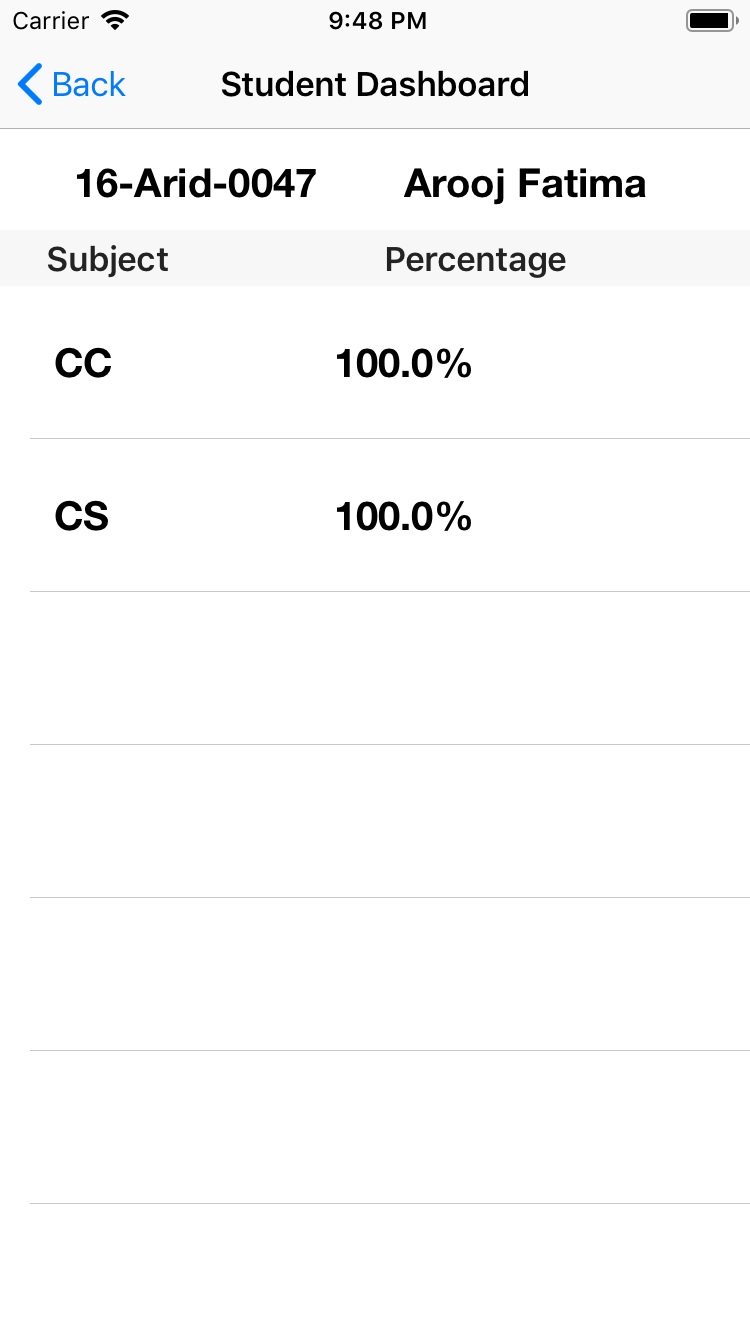 Carrier 9:48 PM
Back Student Dashboard
16-Arid-0047 Arooj Fatima
Subject Percentage
CC 100.0%
CS 100.0%